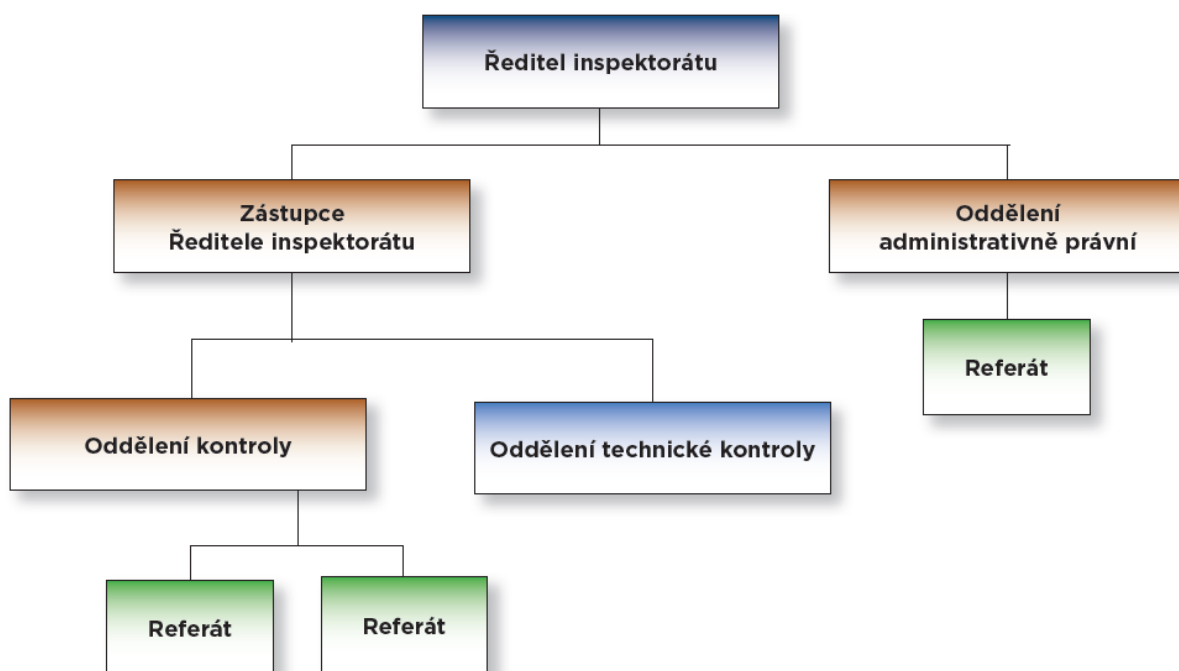 Ředitel inspektorátu
Zástupce
Ředitele inspektorátu
Oddělení
administrativně právní
Referát
Oddělení kontroly
Oddělení technické kontroly
Referát
Referát